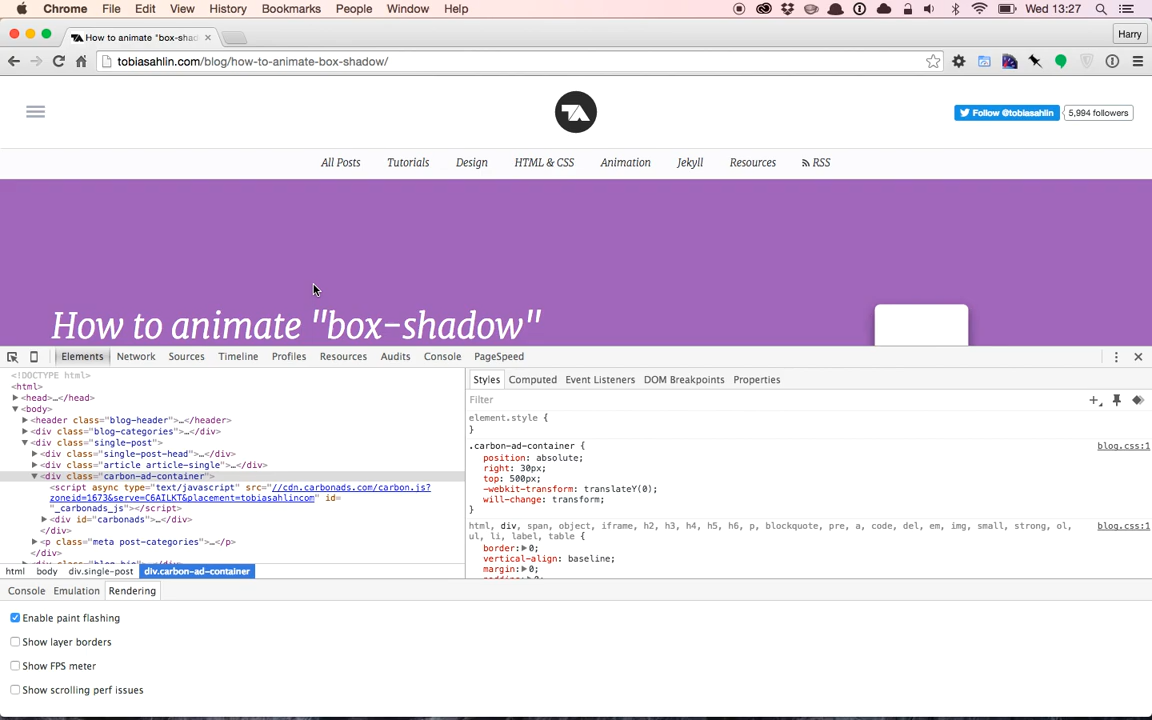 Chrome File Edit View History Bookmarks People Window Help Wed 13:27
How to animate "box-shad Harry
tobiasahlin.com/blog/how-to-animate-box-shadow/
Follow @tobiasahlin 5,994 followers
All Posts Tutorials Design HTML & CSS Animation Jekyll Resources RSS
How to animate "box-shadow"
Elements Network Sources Timeline Profiles Resources Audits Console PageSpeed
<!DOCTYPE html>
<html>
<head>…</head>
<body>
<header class="blog-header">…</header>
<div class="blog-categories">…</div>
<div class="single-post">
<div class="single-post-head">…</div>
<div class="article article-single">…</div>
<div class="carbon-ad-container">
<script async type="text/javascript" src="//cdn.carbonads.com/carbon.js?
zoneid=1673&serve=C6AILKT&placement=tobiasahlincom" id=
"_carbonads_js"></script>
<div id="carbonads">…</div>
</div>
<p class="meta post-categories">…</p>
</div>
html body div.single-post div.carbon-ad-container
Styles Computed Event Listeners DOM Breakpoints Properties
Filter
element.style {
}
.carbon-ad-container { blog.css:1
position: absolute;
right: 30px;
top: 500px;
-webkit-transform: translateY(0);
will-change: transform;
}
html, div, span, object, iframe, h2, h3, h4, h5, h6, p, blockquote, pre, a, code, del, em, img, small, strong, ol, blog.css:1
ul, li, label, table {
border: 0;
vertical-align: baseline;
margin: 0;
Console Emulation Rendering
Enable paint flashing
Show layer borders
Show FPS meter
Show scrolling perf issues